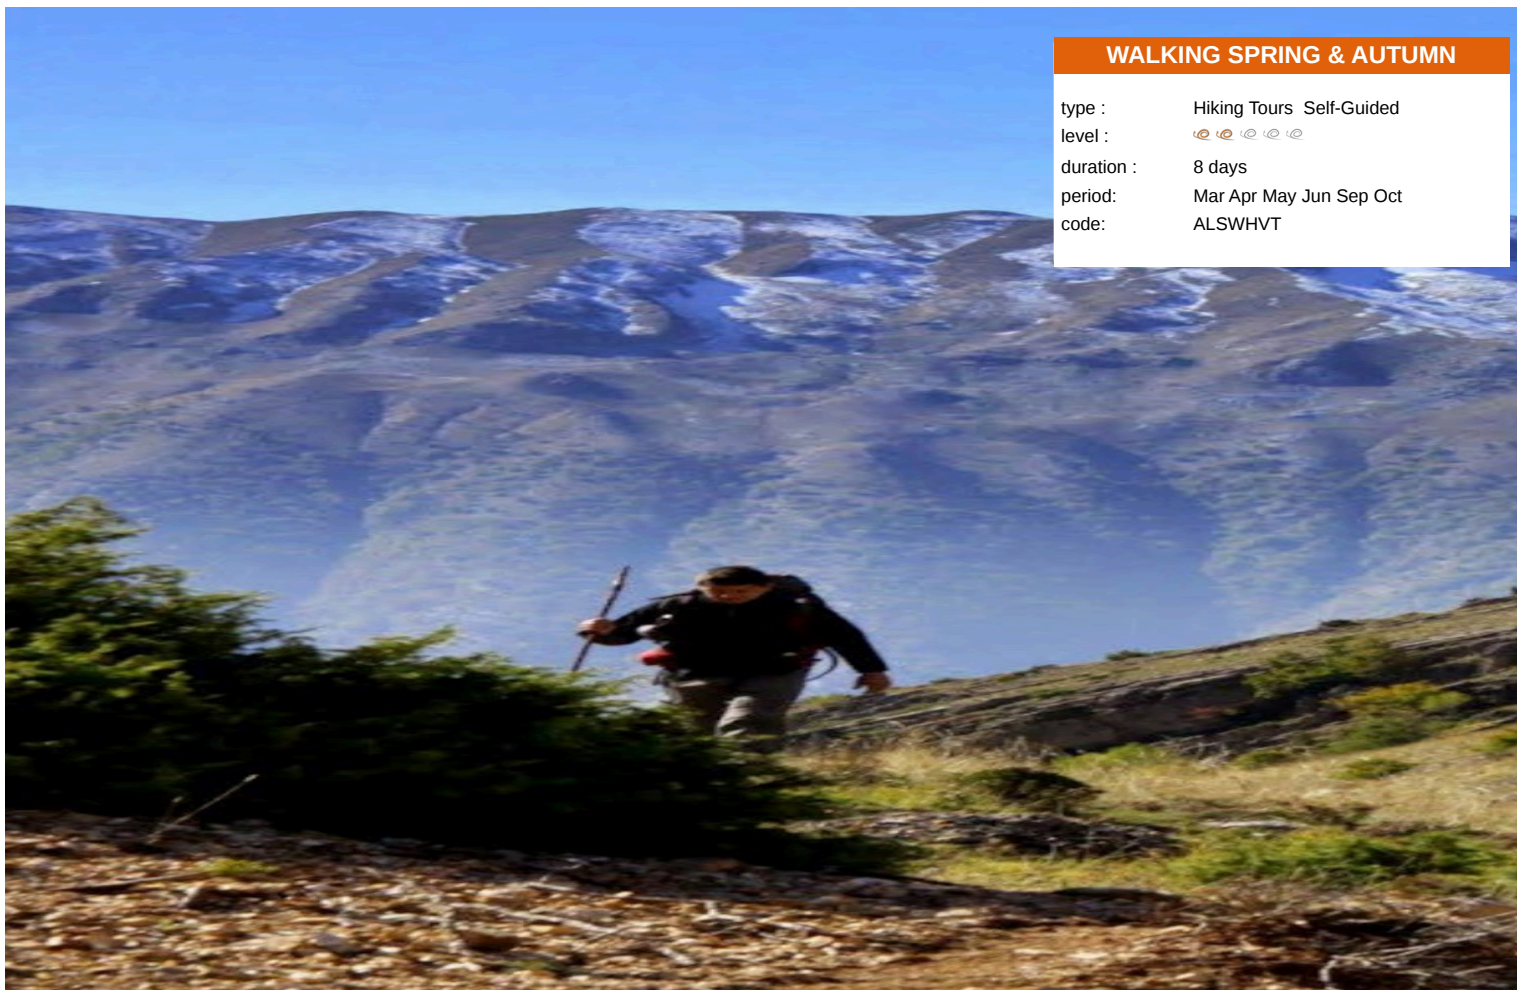 WALKING SPRING & AUTUMN
type : Hiking Tours  Self-Guided
level :
duration : 8 days
period: Mar Apr May Jun Sep Oct
code: ALSWHVT